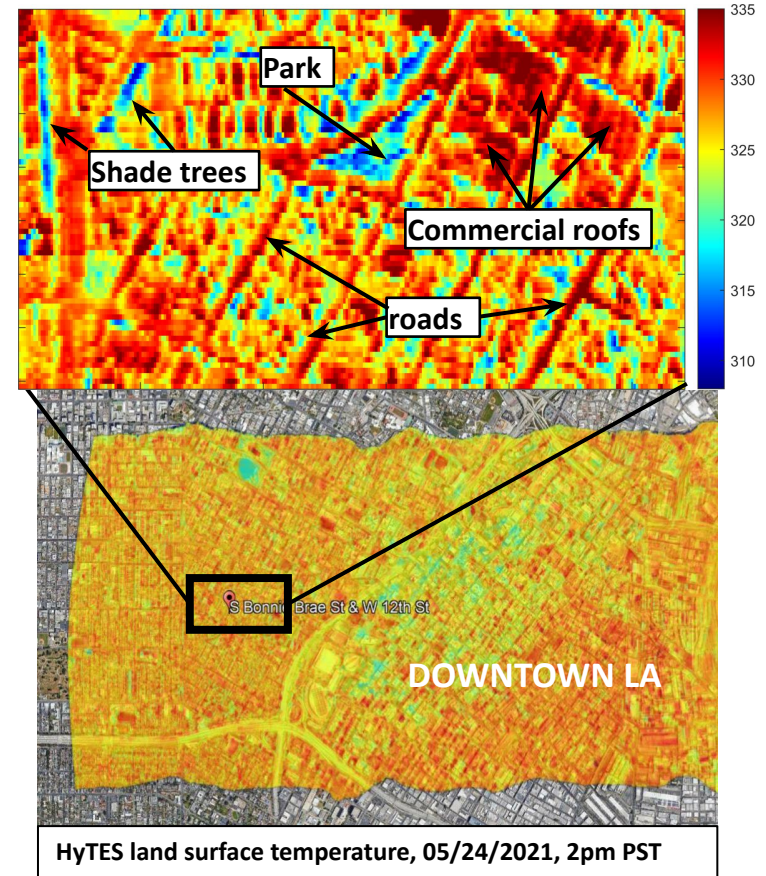 335
Park
330
325
Shade trees
320
Commercial roofs
315
roads
310
S Bonnie Brae St & W 12th St
DOWNTOWN LA
HyTES land surface temperature, 05/24/2021, 2pm PST